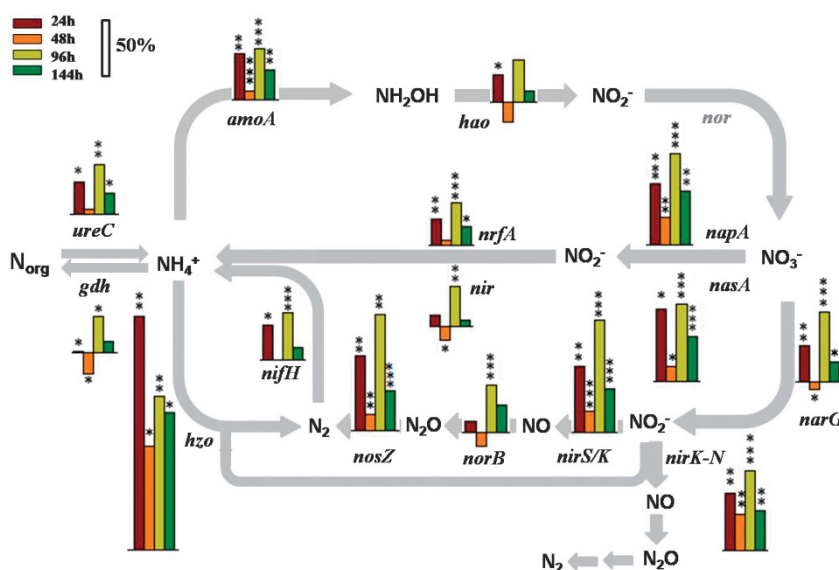 24h
48h
96h
144h
50%
** *** *** **
amoA
NH₂OH
*
hao
NO₂⁻
nor
* ** *
ureC
** *** *
nrfA
*** ** *** **
napA
Norg
NH₄⁺
NO₂⁻
NO₃⁻
gdh
nir
nasA
* *
** *
* ***
nifH
* * *** ***
** * *** *
narG
** * ** *
hzo
N₂
** ** ** ***
nosZ
N₂O
***
norB
NO
** *** *** ***
nirS/K
NO₂⁻
nirK-N
** ** *** **
NO
N₂
N₂O